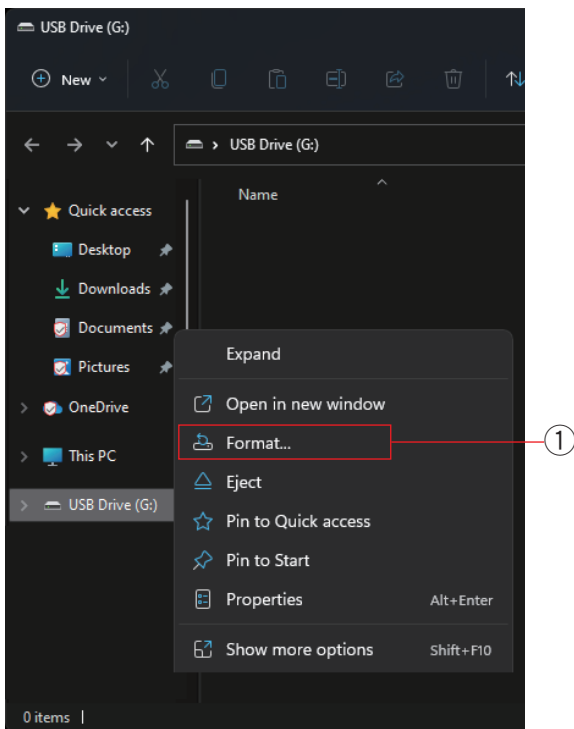 USB Drive (G:)
New
USB Drive (G:)
Name
Quick access
Desktop
Downloads
Documents
Pictures
OneDrive
This PC
USB Drive (G:)
Expand
Open in new window
Format...
1
Eject
Pin to Quick access
Pin to Start
Properties Alt+Enter
Show more options Shift+F10
0 items